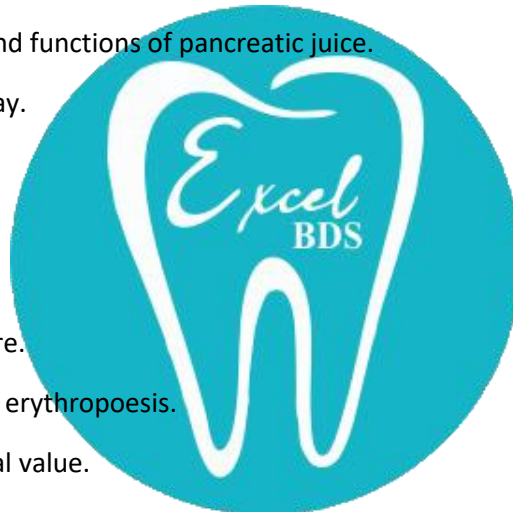 nd functions of pancreatic juice.
ay.
Excel
BDS
re.
erythropoesis.
al value.